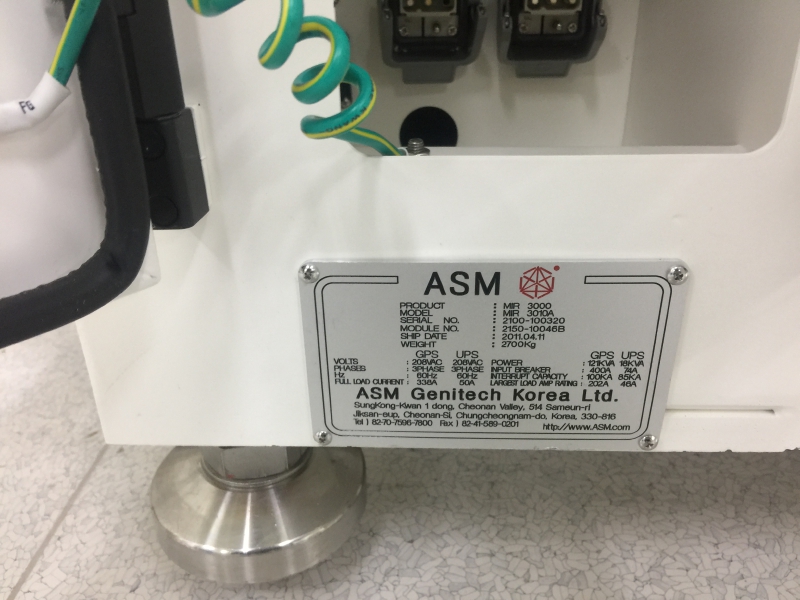 FG
ASM
PRODUCT : MIR 3000
MODEL : MIR 3010A
SERIAL NO. : 2100-100320
MODULE NO. : 2150-10046B
SHIP DATE : 2011.04.11
WEIGHT : 2700Kg
GPS UPS GPS UPS
VOLTS : 208VAC 208VAC POWER : 121KVA 18KVA
PHASES : 3PHASE 3PHASE INPUT BREAKER : 400A 74A
Hz : 60Hz 60Hz INTERRUPT CAPACITY : 100KA 85KA
FULL LOAD CURRENT : 338A 50A LARGEST LOAD AMP RATING : 202A 46A
ASM Genitech Korea Ltd.
SungKong-Kwan 1 dong, Cheonan Valley, 514 Sameun-ri
Jiksan-eup, Cheonan-Si, Chungcheongnam-do, Korea, 330-816
Tel ) 82-70-7596-7800 Fax ) 82-41-589-0201 http://www.ASM.com